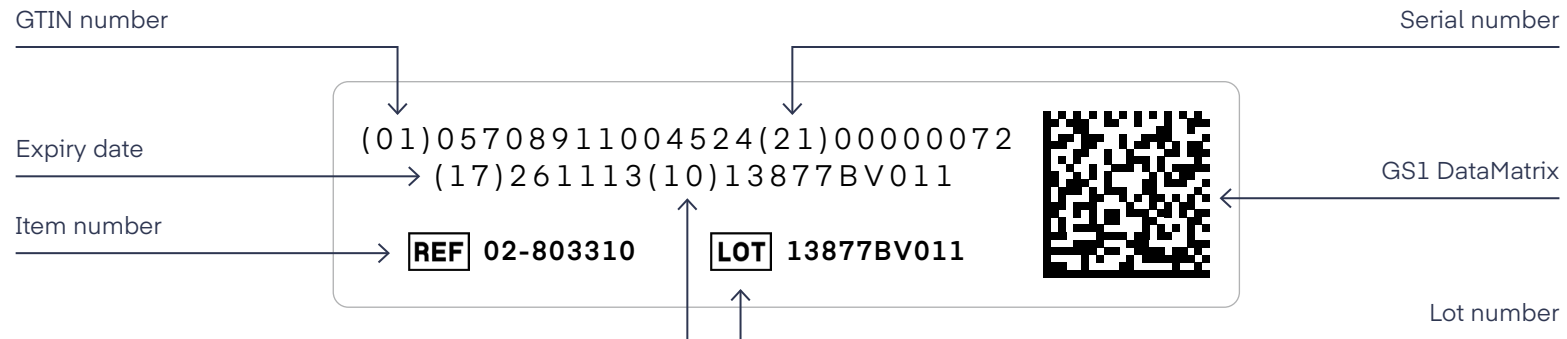 GTIN number
Serial number
(01)05708911004524(21)00000072
Expiry date
(17)261113(10)13877BV011
GS1 DataMatrix
Item number
REF 02-803310
LOT 13877BV011
Lot number